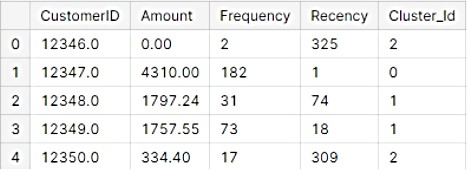 CustomerID Amount Frequency Recency Cluster_Id
0 12346.0 0.00 2 325 2
1 12347.0 4310.00 182 1 0
2 12348.0 1797.24 31 74 1
3 12349.0 1757.55 73 18 1
4 12350.0 334.40 17 309 2